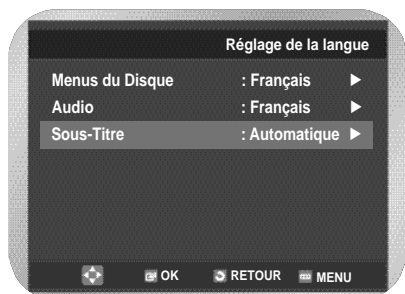 Réglage de la langue
Menus du Disque : Français ►
Audio : Français ►
Sous-Titre : Automatique ►
OK RETOUR MENU